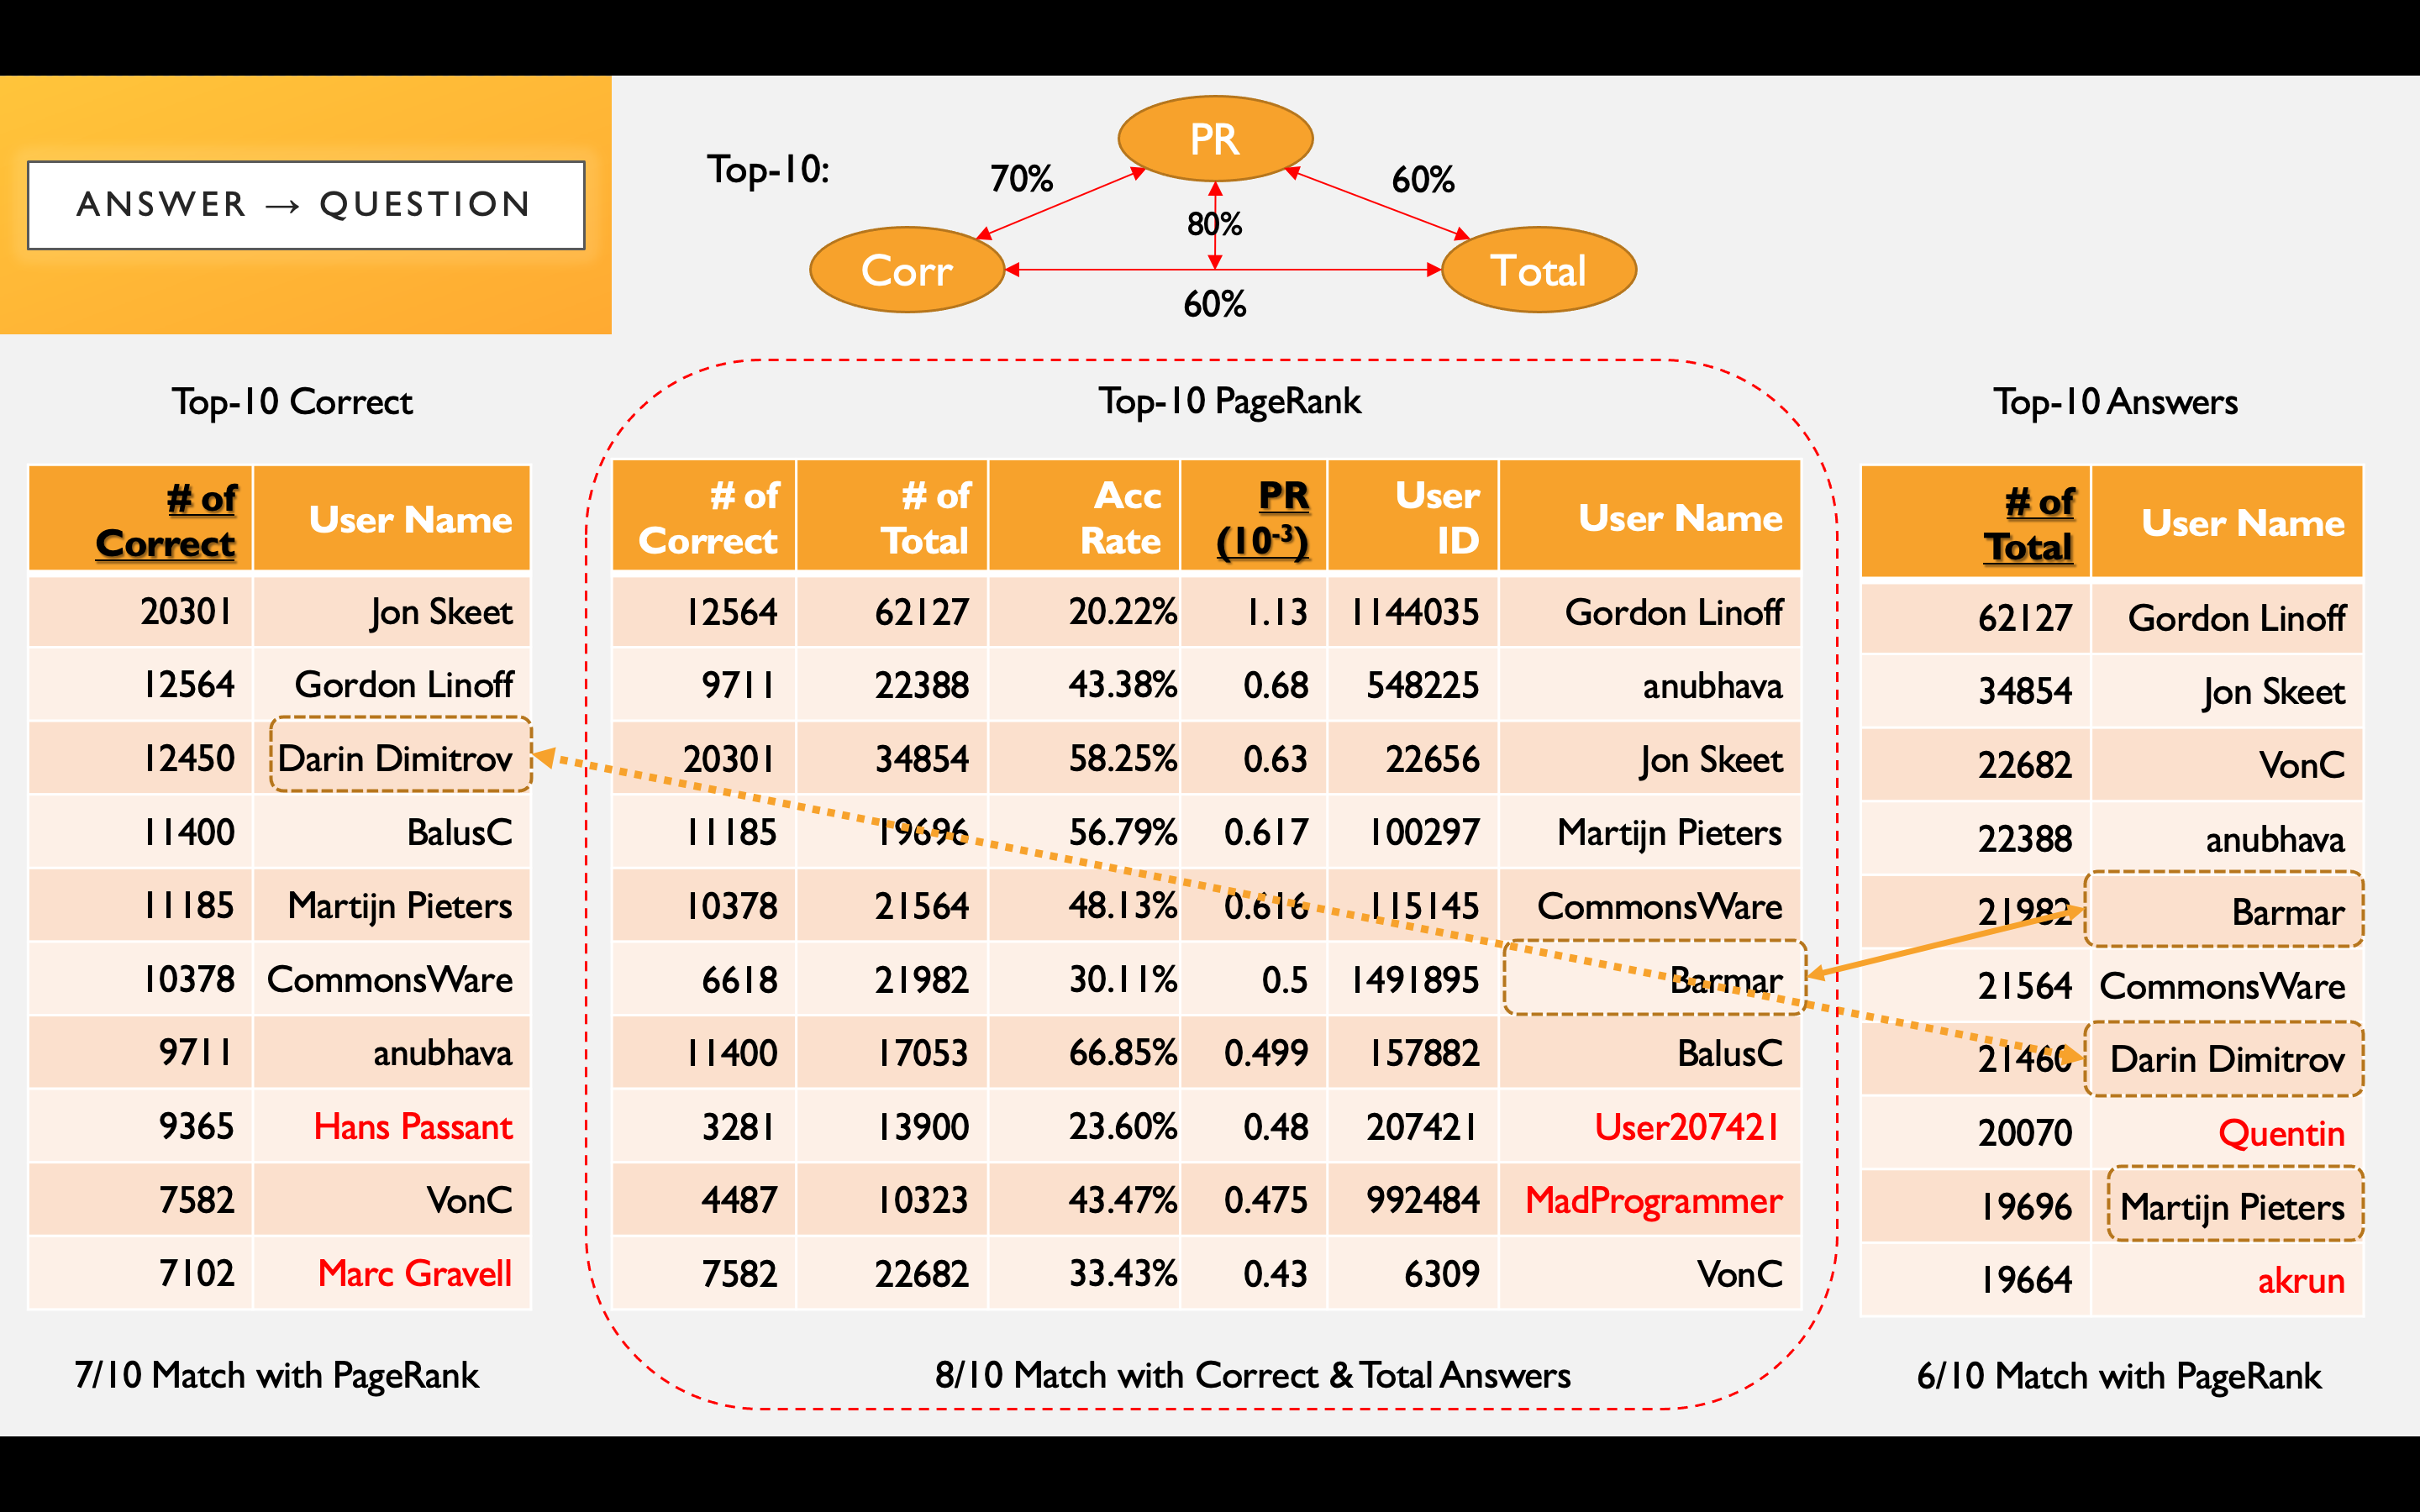 ANSWER → QUESTION
Top-10:
PR
70%
60%
80%
Corr
Total
60%
Top-10 Correct
# of Correct User Name
20301 Jon Skeet
12564 Gordon Linoff
12450 Darin Dimitrov
11400 BalusC
11185 Martijn Pieters
10378 CommonsWare
9711 anubhava
9365 Hans Passant
7582 VonC
7102 Marc Gravell
7/10 Match with PageRank
Top-10 PageRank
# of Correct # of Total Acc Rate PR (10⁻³) User ID User Name
12564 62127 20.22% 1.13 1144035 Gordon Linoff
9711 22388 43.38% 0.68 548225 anubhava
20301 34854 58.25% 0.63 22656 Jon Skeet
11185 19696 56.79% 0.617 100297 Martijn Pieters
10378 21564 48.13% 0.616 115145 CommonsWare
6618 21982 30.11% 0.5 1491895 Barmar
11400 17053 66.85% 0.499 157882 BalusC
3281 13900 23.60% 0.48 207421 User207421
4487 10323 43.47% 0.475 992484 MadProgrammer
7582 22682 33.43% 0.43 6309 VonC
8/10 Match with Correct & Total Answers
Top-10 Answers
# of Total User Name
62127 Gordon Linoff
34854 Jon Skeet
22682 VonC
22388 anubhava
21982 Barmar
21564 CommonsWare
21460 Darin Dimitrov
20070 Quentin
19696 Martijn Pieters
19664 akrun
6/10 Match with PageRank